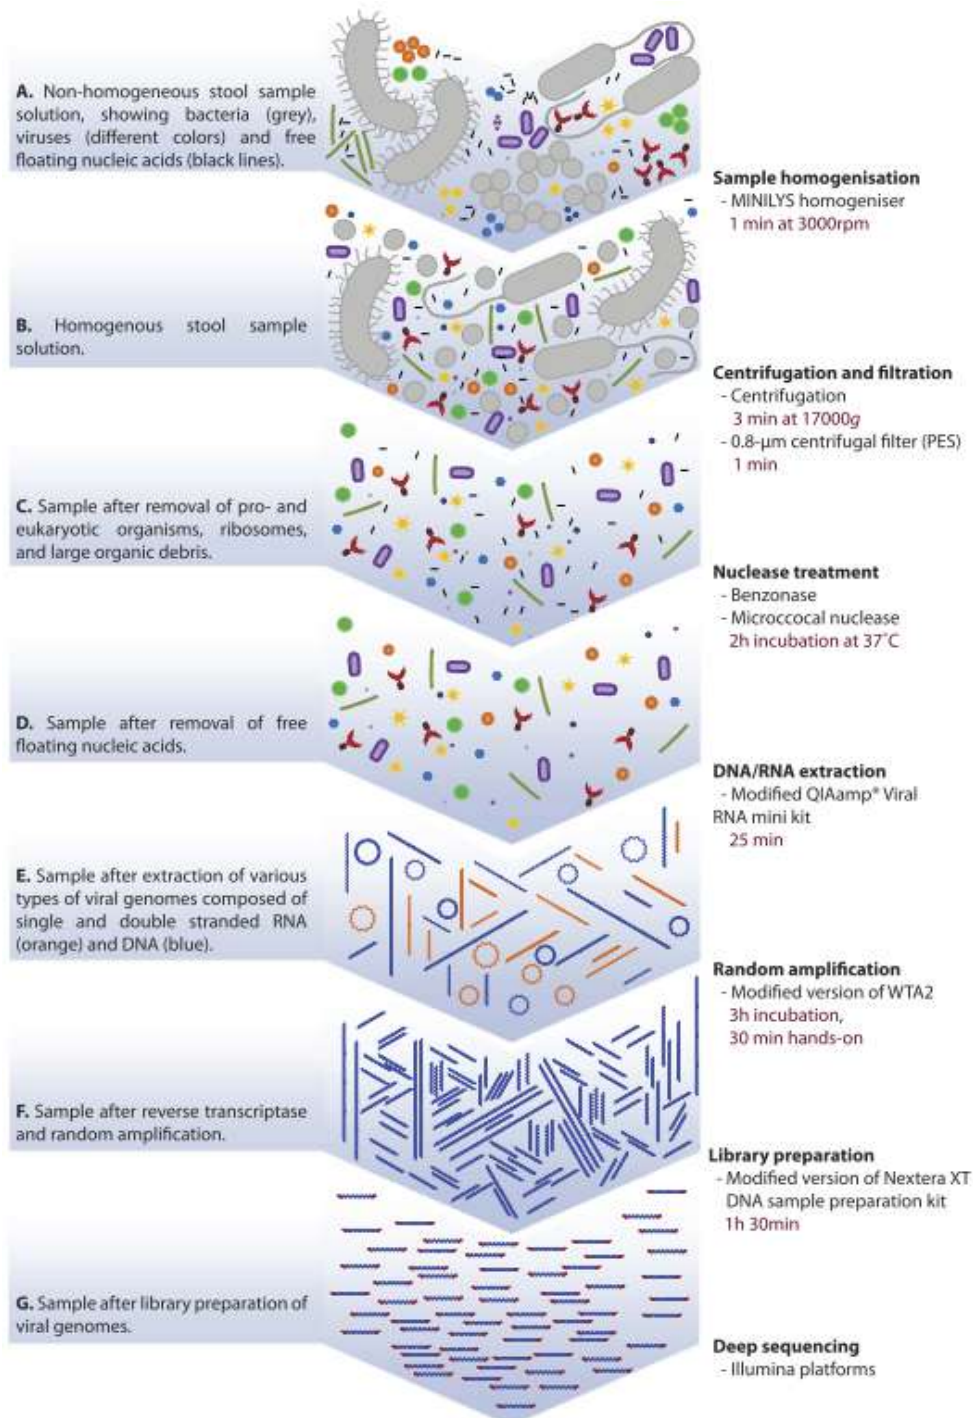 A. Non-homogeneous stool sample
solution, showing bacteria (grey),
viruses (different colors) and free
floating nucleic acids (black lines).
Sample homogenisation
- MINILYS homogeniser
1 min at 3000rpm
B. Homogenous stool sample
solution.
Centrifugation and filtration
- Centrifugation
3 min at 17000g
- 0.8-µm centrifugal filter (PES)
1 min
C. Sample after removal of pro- and
eukaryotic organisms, ribosomes,
and large organic debris.
Nuclease treatment
- Benzonase
- Microccocal nuclease
2h incubation at 37˚C
D. Sample after removal of free
floating nucleic acids.
DNA/RNA extraction
- Modified QIAamp® Viral
RNA mini kit
25 min
E. Sample after extraction of various
types of viral genomes composed of
single and double stranded RNA
(orange) and DNA (blue).
Random amplification
- Modified version of WTA2
3h incubation,
30 min hands-on
F. Sample after reverse transcriptase
and random amplification.
Library preparation
- Modified version of Nextera XT
DNA sample preparation kit
1h 30min
G. Sample after library preparation of
viral genomes.
Deep sequencing
- Illumina platforms